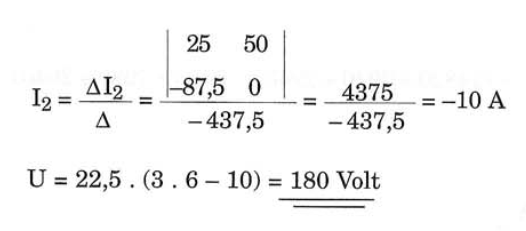 I₂ = ΔI₂ / Δ = | 25 50 ; –87,5 0 | / –437,5 = 4375 / –437,5 = –10 A
U = 22,5 . (3 . 6 – 10) = 180 Volt